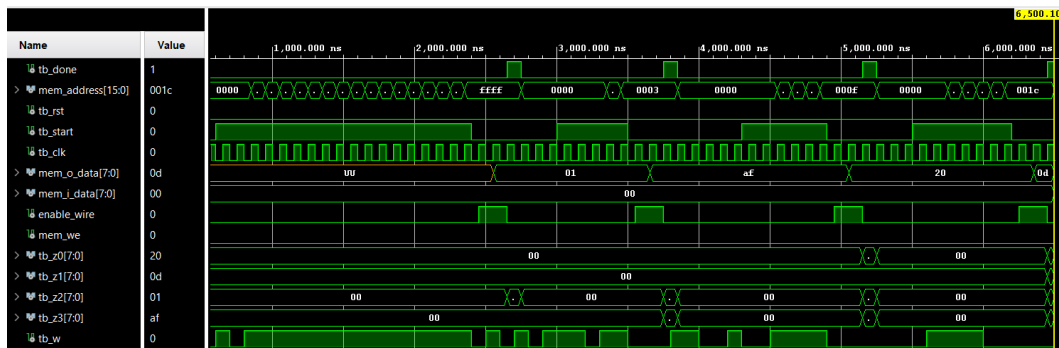 6,500.10
Name Value
1,000.000 ns 2,000.000 ns 3,000.000 ns 4,000.000 ns 5,000.000 ns 6,000.000 ns
tb_done 1
mem_address[15:0] 001c 0000 ffff 0000 0003 0000 000f 0000 001c
tb_rst 0
tb_start 0
tb_clk 0
mem_o_data[7:0] 0d UU 01 af 20 0d
mem_i_data[7:0] 00 00
enable_wire 0
mem_we 0
tb_z0[7:0] 20 00 00
tb_z1[7:0] 0d 00
tb_z2[7:0] 01 00 00 00 00
tb_z3[7:0] af 00 00 00
tb_w 0